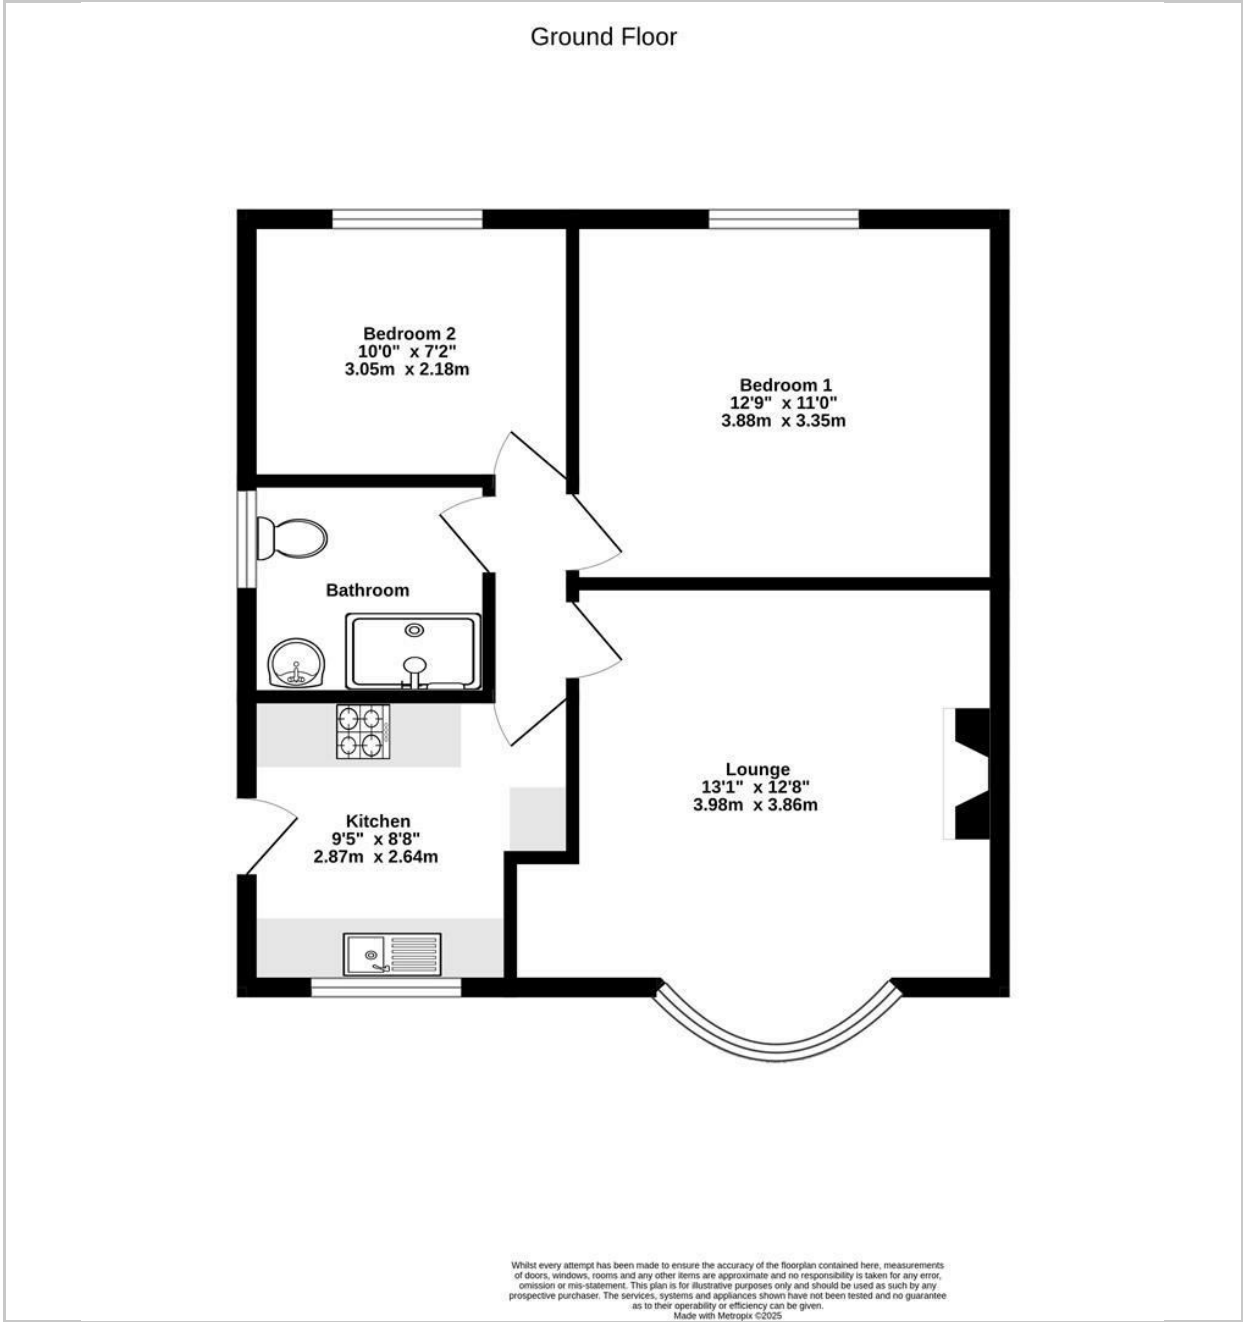 Ground Floor
Bedroom 2
10'0" x 7'2"
3.05m x 2.18m
Bedroom 1
12'9" x 11'0"
3.88m x 3.35m
Bathroom
Lounge
13'1" x 12'8"
3.98m x 3.86m
Kitchen
9'5" x 8'8"
2.87m x 2.64m
Whilst every attempt has been made to ensure the accuracy of the floorplan contained here, measurements
of doors, windows, rooms and any other items are approximate and no responsibility is taken for any error,
omission or mis-statement. This plan is for illustrative purposes only and should be used as such by any
prospective purchaser. The services, systems and appliances shown have not been tested and no guarantee
as to their operability or efficiency can be given.
Made with Metropix ©2025